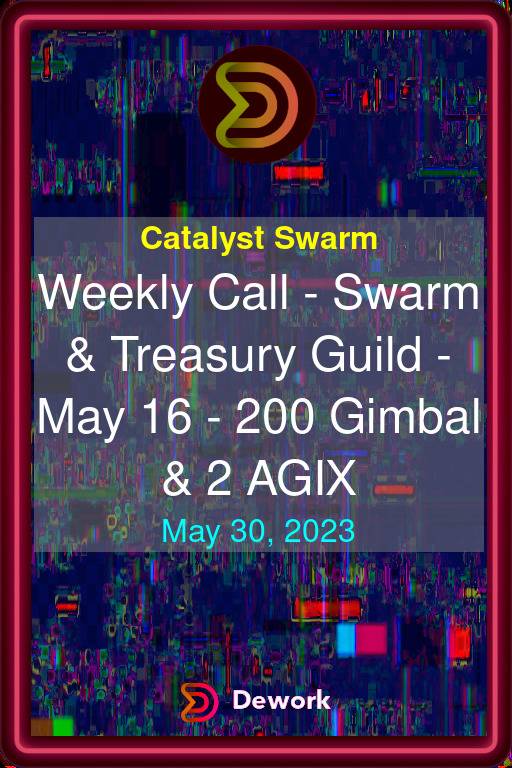 Catalyst Swarm
Weekly Call - Swarm
& Treasury Guild -
May 16 - 200 Gimbal
& 2 AGIX
May 30, 2023
Dework